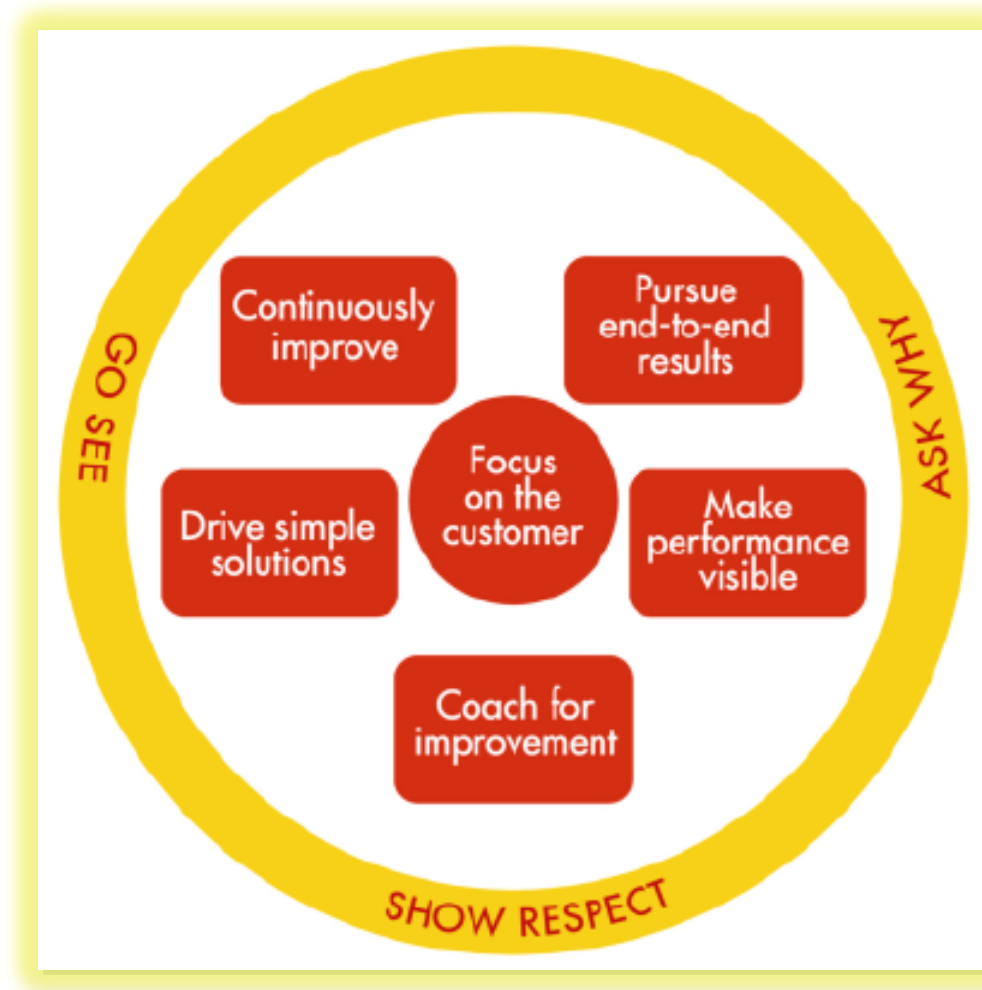 Continuously
improve
Pursue
end-to-end
results
GO SEE
ASK WHY
Focus
on the
customer
Drive simple
solutions
Make
performance
visible
Coach for
improvement
SHOW RESPECT